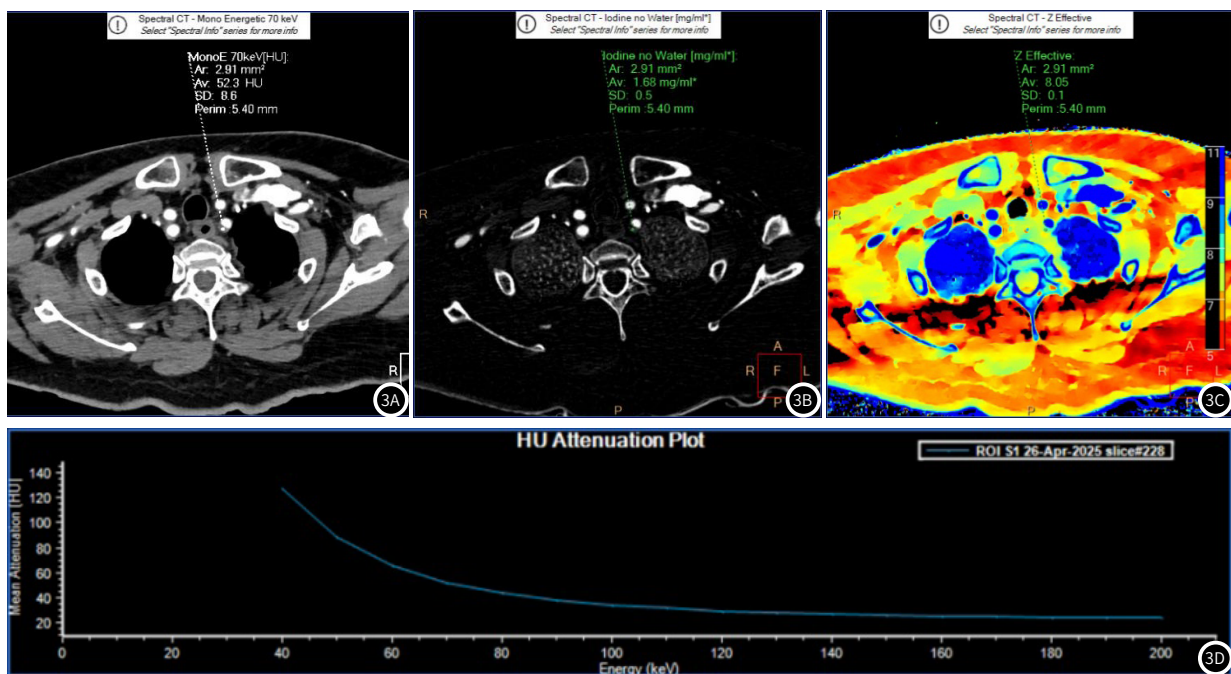 Spectral CT - Mono Energetic 70 keV
Select "Spectral Info" series for more info
MonoE 70keV[HU]:
Ar: 2.91 mm²
Av: 52.3 HU
SD: 8.6
Perim :5.40 mm
R
3A
Spectral CT - Iodine no Water [mg/ml*]
Select "Spectral Info" series for more info
Iodine no Water [mg/ml*]:
Ar: 2.91 mm²
Av: 1.68 mg/ml*
SD: 0.5
Perim :5.40 mm
R
A
R F L
P
P
3B
Spectral CT - Z Effective
Select "Spectral Info" series for more info
Z Effective:
Ar: 2.91 mm²
Av: 8.05
SD: 0.1
Perim :5.40 mm
11
9
8
7
5
R
A
R F L
P
P
3C
HU Attenuation Plot
ROI S1 26-Apr-2025 slice#228
Mean Attenuation [HU]
140
120
100
80
60
40
20
0 20 40 60 80 100 120 140 160 180 200
Energy (keV)
3D